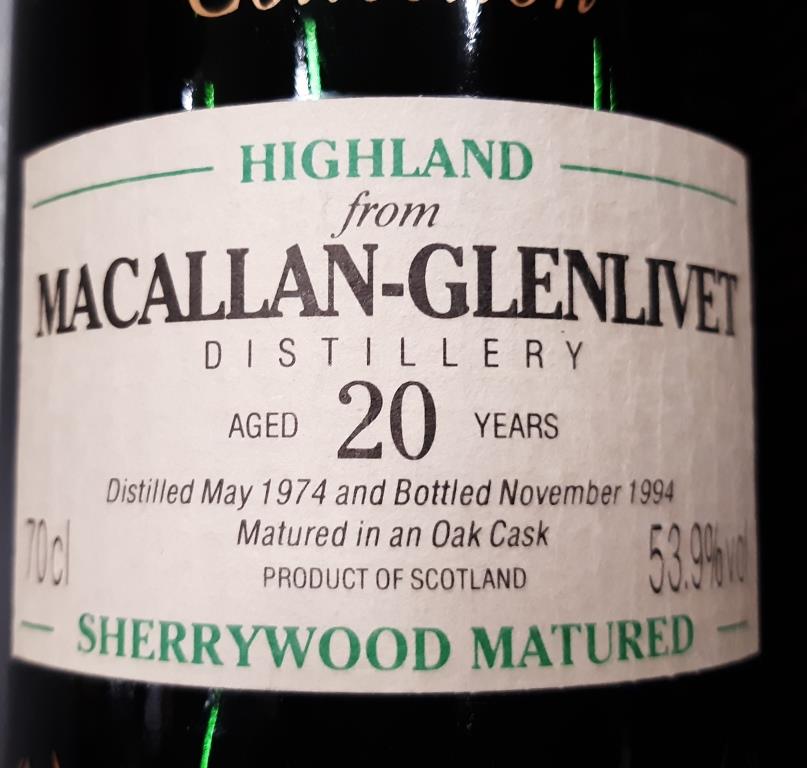 HIGHLAND
from
MACALLAN-GLENLIVET
DISTILLERY
AGED 20 YEARS
Distilled May 1974 and Bottled November 1994
70cl Matured in an Oak Cask 53.9% vol
PRODUCT OF SCOTLAND
SHERRYWOOD MATURED